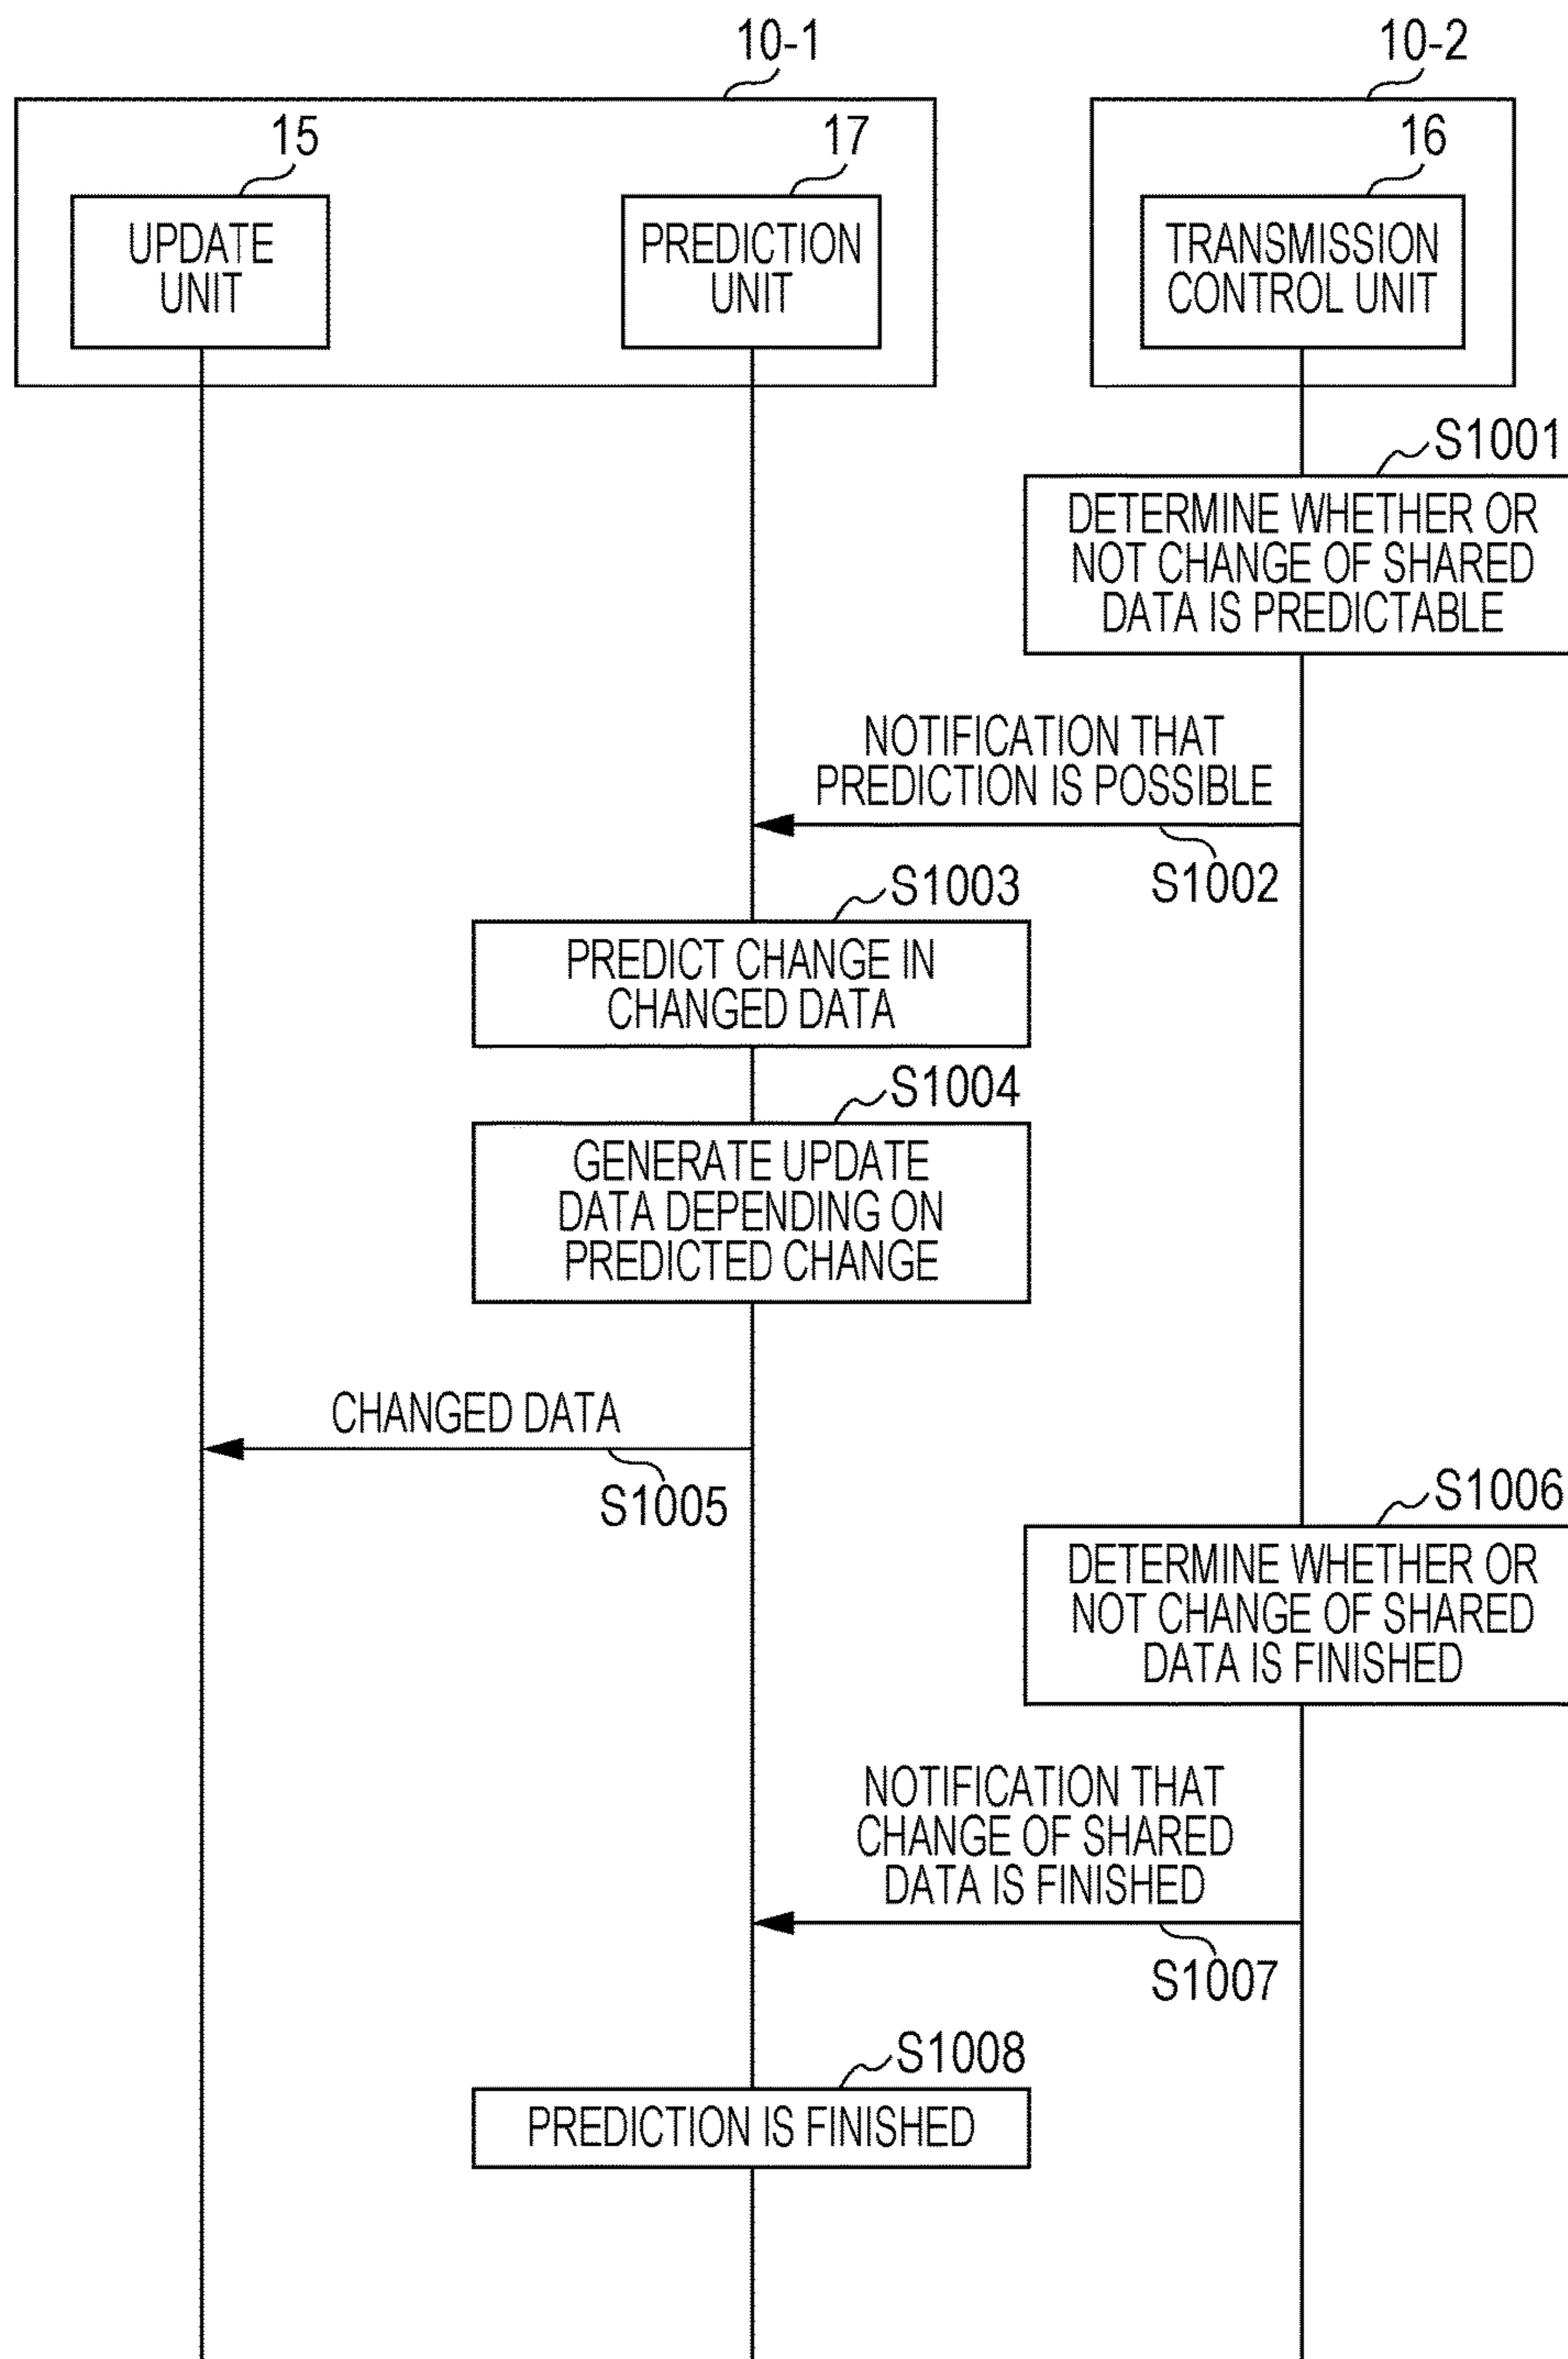 10-1
10-2
15
17
16
UPDATE
UNIT
PREDICTION
UNIT
TRANSMISSION
CONTROL UNIT
S1001
DETERMINE WHETHER OR
NOT CHANGE OF SHARED
DATA IS PREDICTABLE
NOTIFICATION THAT
PREDICTION IS POSSIBLE
S1002
S1003
PREDICT CHANGE IN
CHANGED DATA
S1004
GENERATE UPDATE
DATA DEPENDING ON
PREDICTED CHANGE
CHANGED DATA
S1005
S1006
DETERMINE WHETHER OR
NOT CHANGE OF SHARED
DATA IS FINISHED
NOTIFICATION THAT
CHANGE OF SHARED
DATA IS FINISHED
S1007
S1008
PREDICTION IS FINISHED